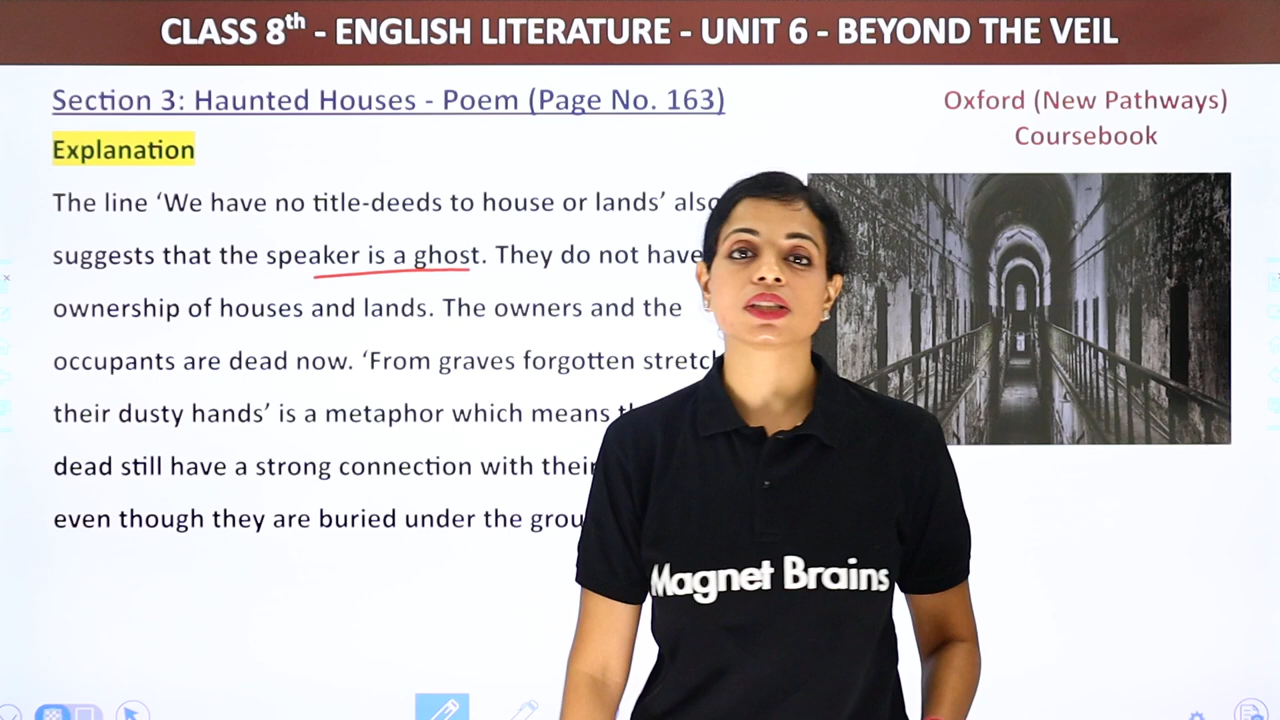 CLASS 8th - ENGLISH LITERATURE - UNIT 6 - BEYOND THE VEIL
Section 3: Haunted Houses - Poem (Page No. 163)
Oxford (New Pathways)
Coursebook
Explanation
The line ‘We have no title-deeds to house or lands’ also
suggests that the speaker is a ghost. They do not have
ownership of houses and lands. The owners and the
occupants are dead now. ‘From graves forgotten
their dusty hands’ is a metaphor which means
dead still have a strong connection with their
even though they are buried under the
Magnet Brains